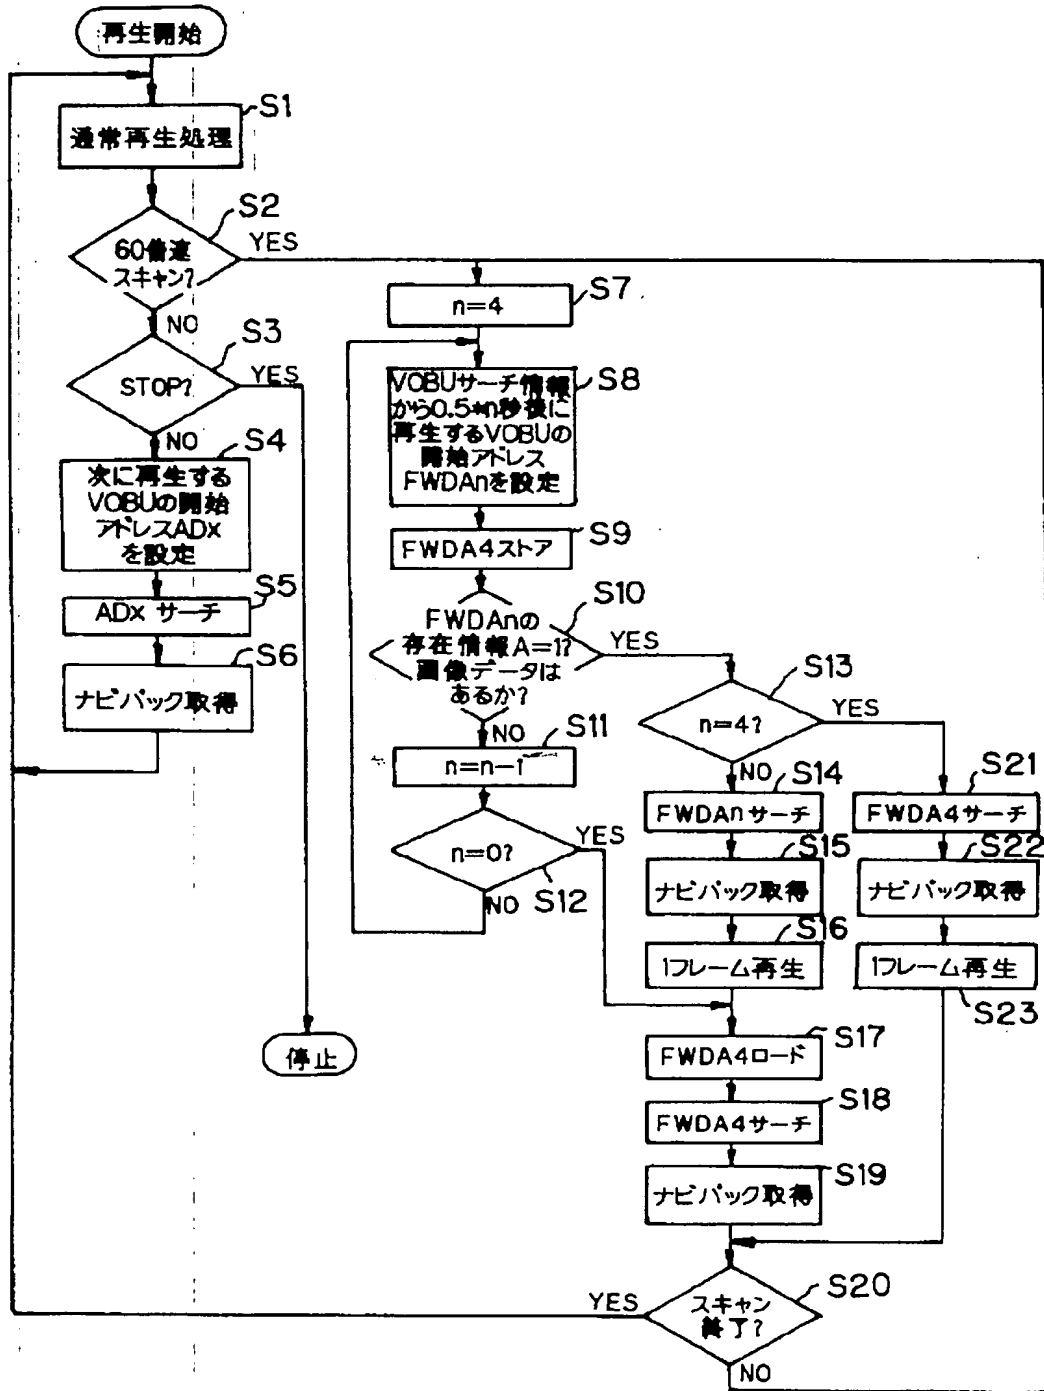 再生開始
S1
通常再生処理
S2
60倍速
スキャン?
YES
NO
S3
STOP?
YES
NO
S4
次に再生する
VOBUの開始
アドレスADx
を設定
S5
ADx サーチ
S6
ナビパック取得
停止
S7
n=4
S8
VOBUサーチ情報
から0.5*n秒後に
再生するVOBUの
開始アドレス
FWDAnを設定
S9
FWDA4ストア
S10
FWDAnの
存在情報A=1?
画像データは
あるか?
YES
NO
S11
n=n-1
n=0?
YES
S12
NO
S13
n=4?
YES
NO
S14
FWDAnサーチ
S15
ナビパック取得
S16
1フレーム再生
S17
FWDA4ロード
S18
FWDA4サーチ
S19
ナビパック取得
S21
FWDA4サーチ
S22
ナビパック取得
1フレーム再生
S23
S20
スキャン
終了?
YES
NO